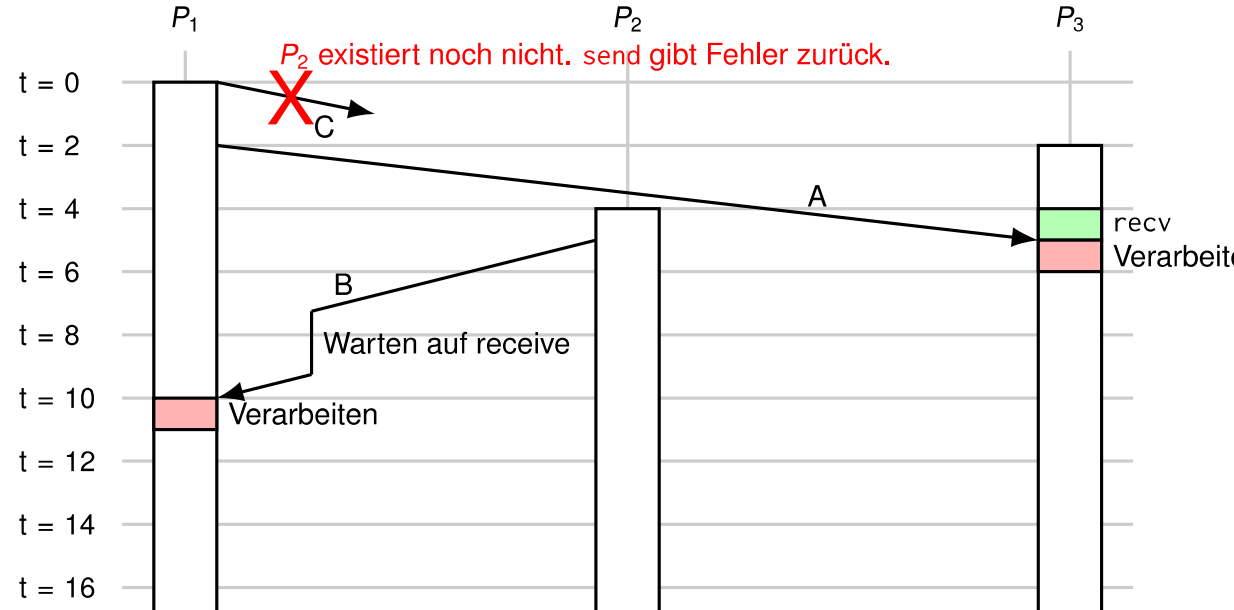 P₁ P₂ P₃
P₂ existiert noch nicht. send gibt Fehler zurück.
t = 0
C
t = 2
A
t = 4
recv
Verarbeite
t = 6
B
t = 8
Warten auf receive
t = 10
Verarbeiten
t = 12
t = 14
t = 16